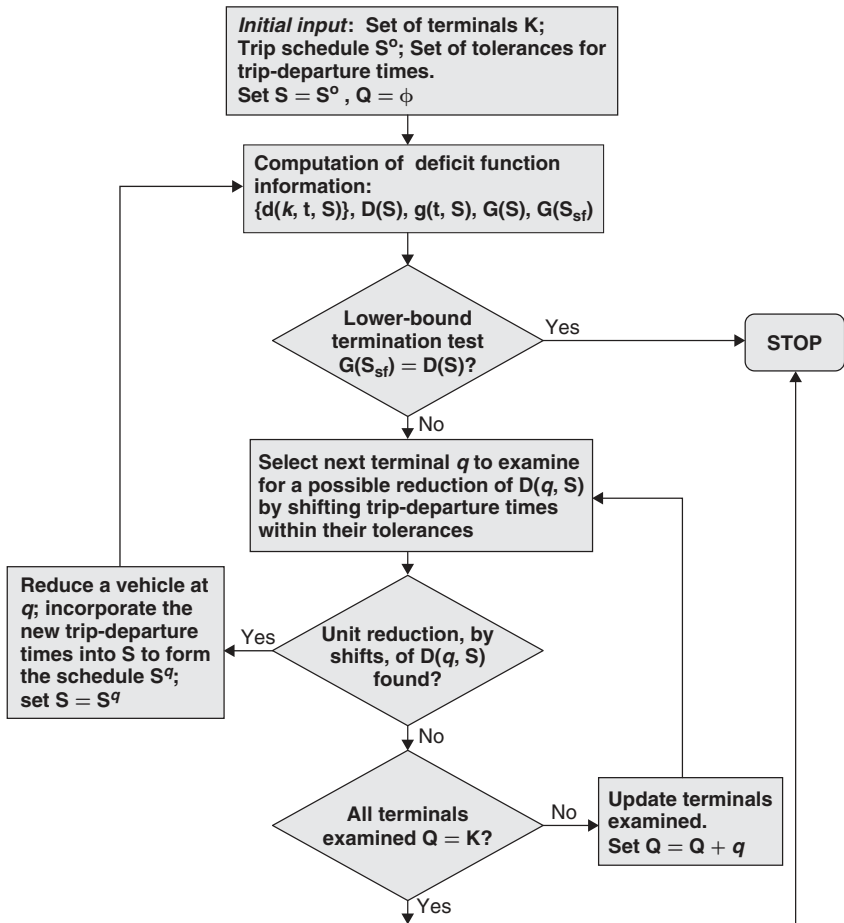 Initial input: Set of terminals K;
Trip schedule Sᵒ; Set of tolerances for
trip-departure times.
Set S = Sᵒ , Q = ϕ
Computation of deficit function
information:
{d(k, t, S)}, D(S), g(t, S), G(S), G(Ssf)
Lower-bound
termination test
G(Ssf) = D(S)?
Yes
STOP
No
Select next terminal q to examine
for a possible reduction of D(q, S)
by shifting trip-departure times
within their tolerances
Reduce a vehicle at
q; incorporate the
new trip-departure
times into S to form
the schedule Sq;
set S = Sq
Yes
Unit reduction, by
shifts, of D(q, S)
found?
No
All terminals
examined Q = K?
No
Update terminals
examined.
Set Q = Q + q
Yes